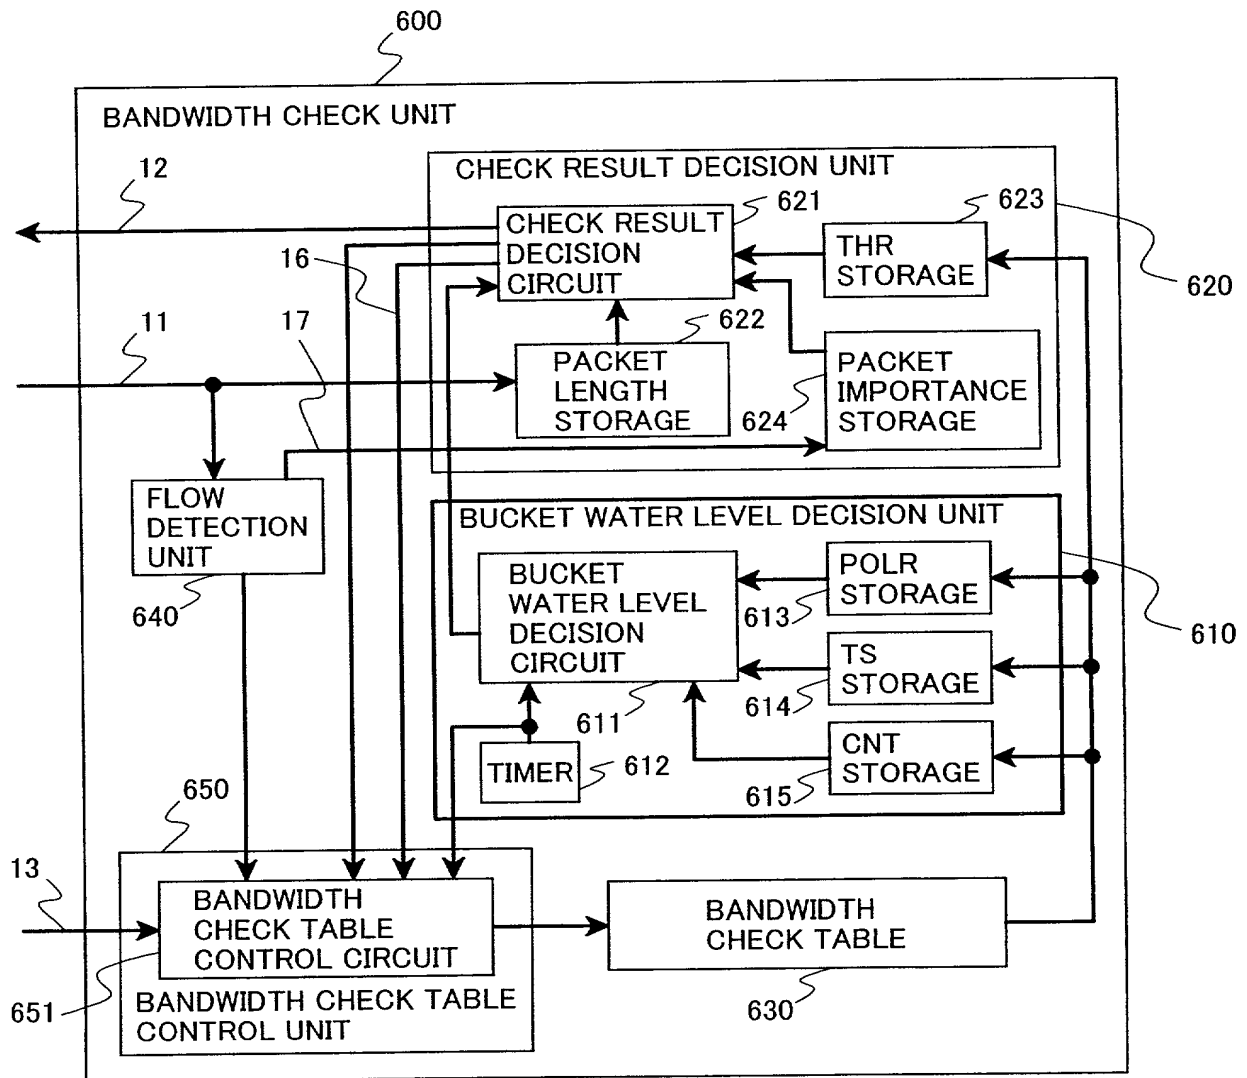 600
BANDWIDTH CHECK UNIT
12
CHECK RESULT DECISION UNIT
621
623
CHECK RESULT
DECISION
CIRCUIT
THR
STORAGE
16
620
11
17
622
PACKET
LENGTH
STORAGE
PACKET
IMPORTANCE
STORAGE
624
FLOW
DETECTION
UNIT
640
BUCKET WATER LEVEL DECISION UNIT
BUCKET
WATER LEVEL
DECISION
CIRCUIT
POLR
STORAGE
613
610
TS
STORAGE
614
611
CNT
STORAGE
615
TIMER
612
650
13
BANDWIDTH
CHECK TABLE
CONTROL CIRCUIT
651
BANDWIDTH CHECK TABLE
CONTROL UNIT
BANDWIDTH
CHECK TABLE
630